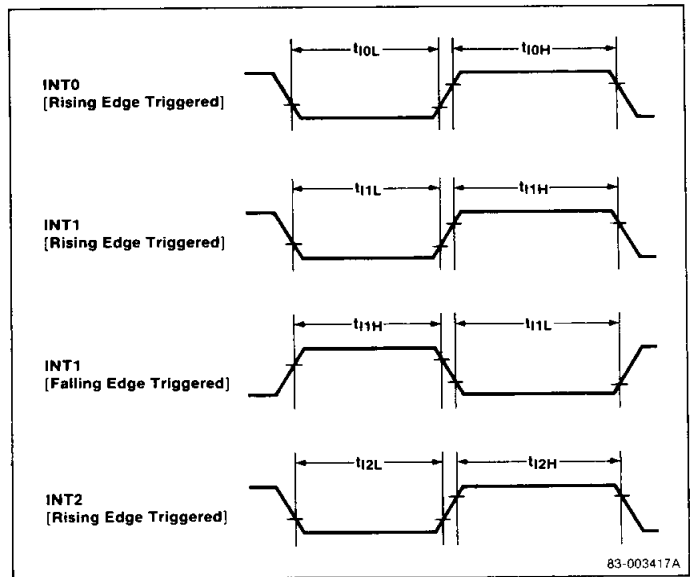 tI0L
tI0H
INT0
[Rising Edge Triggered]
tI1L
tI1H
INT1
[Rising Edge Triggered]
tI1H
tI1L
INT1
[Falling Edge Triggered]
tI2L
tI2H
INT2
[Rising Edge Triggered]
83-003417A